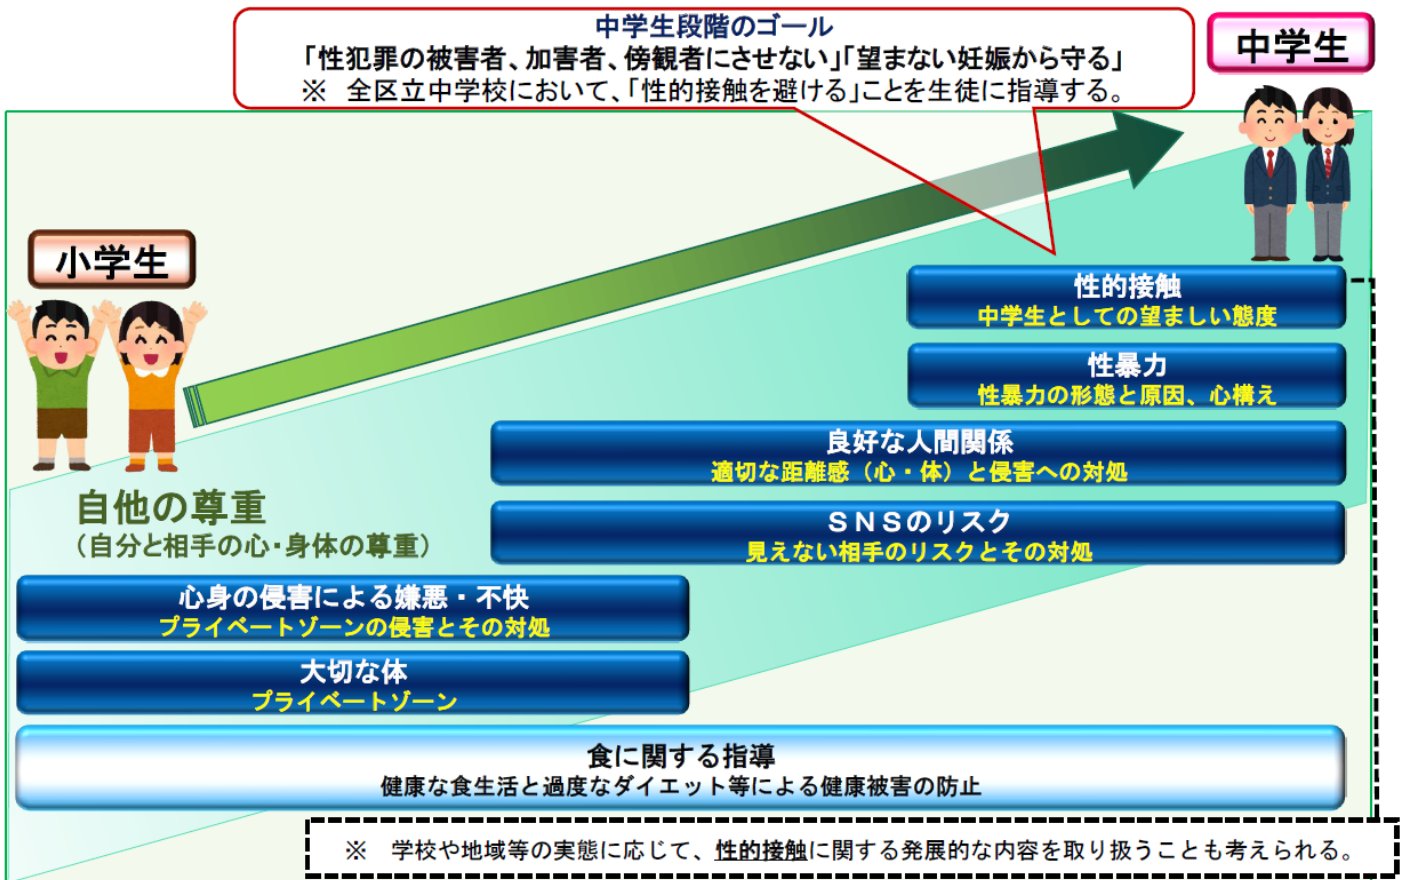 中学生段階のゴール
「性犯罪の被害者、加害者、傍観者にさせない」「望まない妊娠から守る」
※　全区立中学校において、「性的接触を避ける」ことを生徒に指導する。
中学生
小学生
性的接触
中学生としての望ましい態度
性暴力
性暴力の形態と原因、心構え
良好な人間関係
適切な距離感（心・体）と侵害への対処
自他の尊重
（自分と相手の心・身体の尊重）
ＳＮＳのリスク
見えない相手のリスクとその対処
心身の侵害による嫌悪・不快
プライベートゾーンの侵害とその対処
大切な体
プライベートゾーン
食に関する指導
健康な食生活と過度なダイエット等による健康被害の防止
※　学校や地域等の実態に応じて、性的接触に関する発展的な内容を取り扱うことも考えられる。